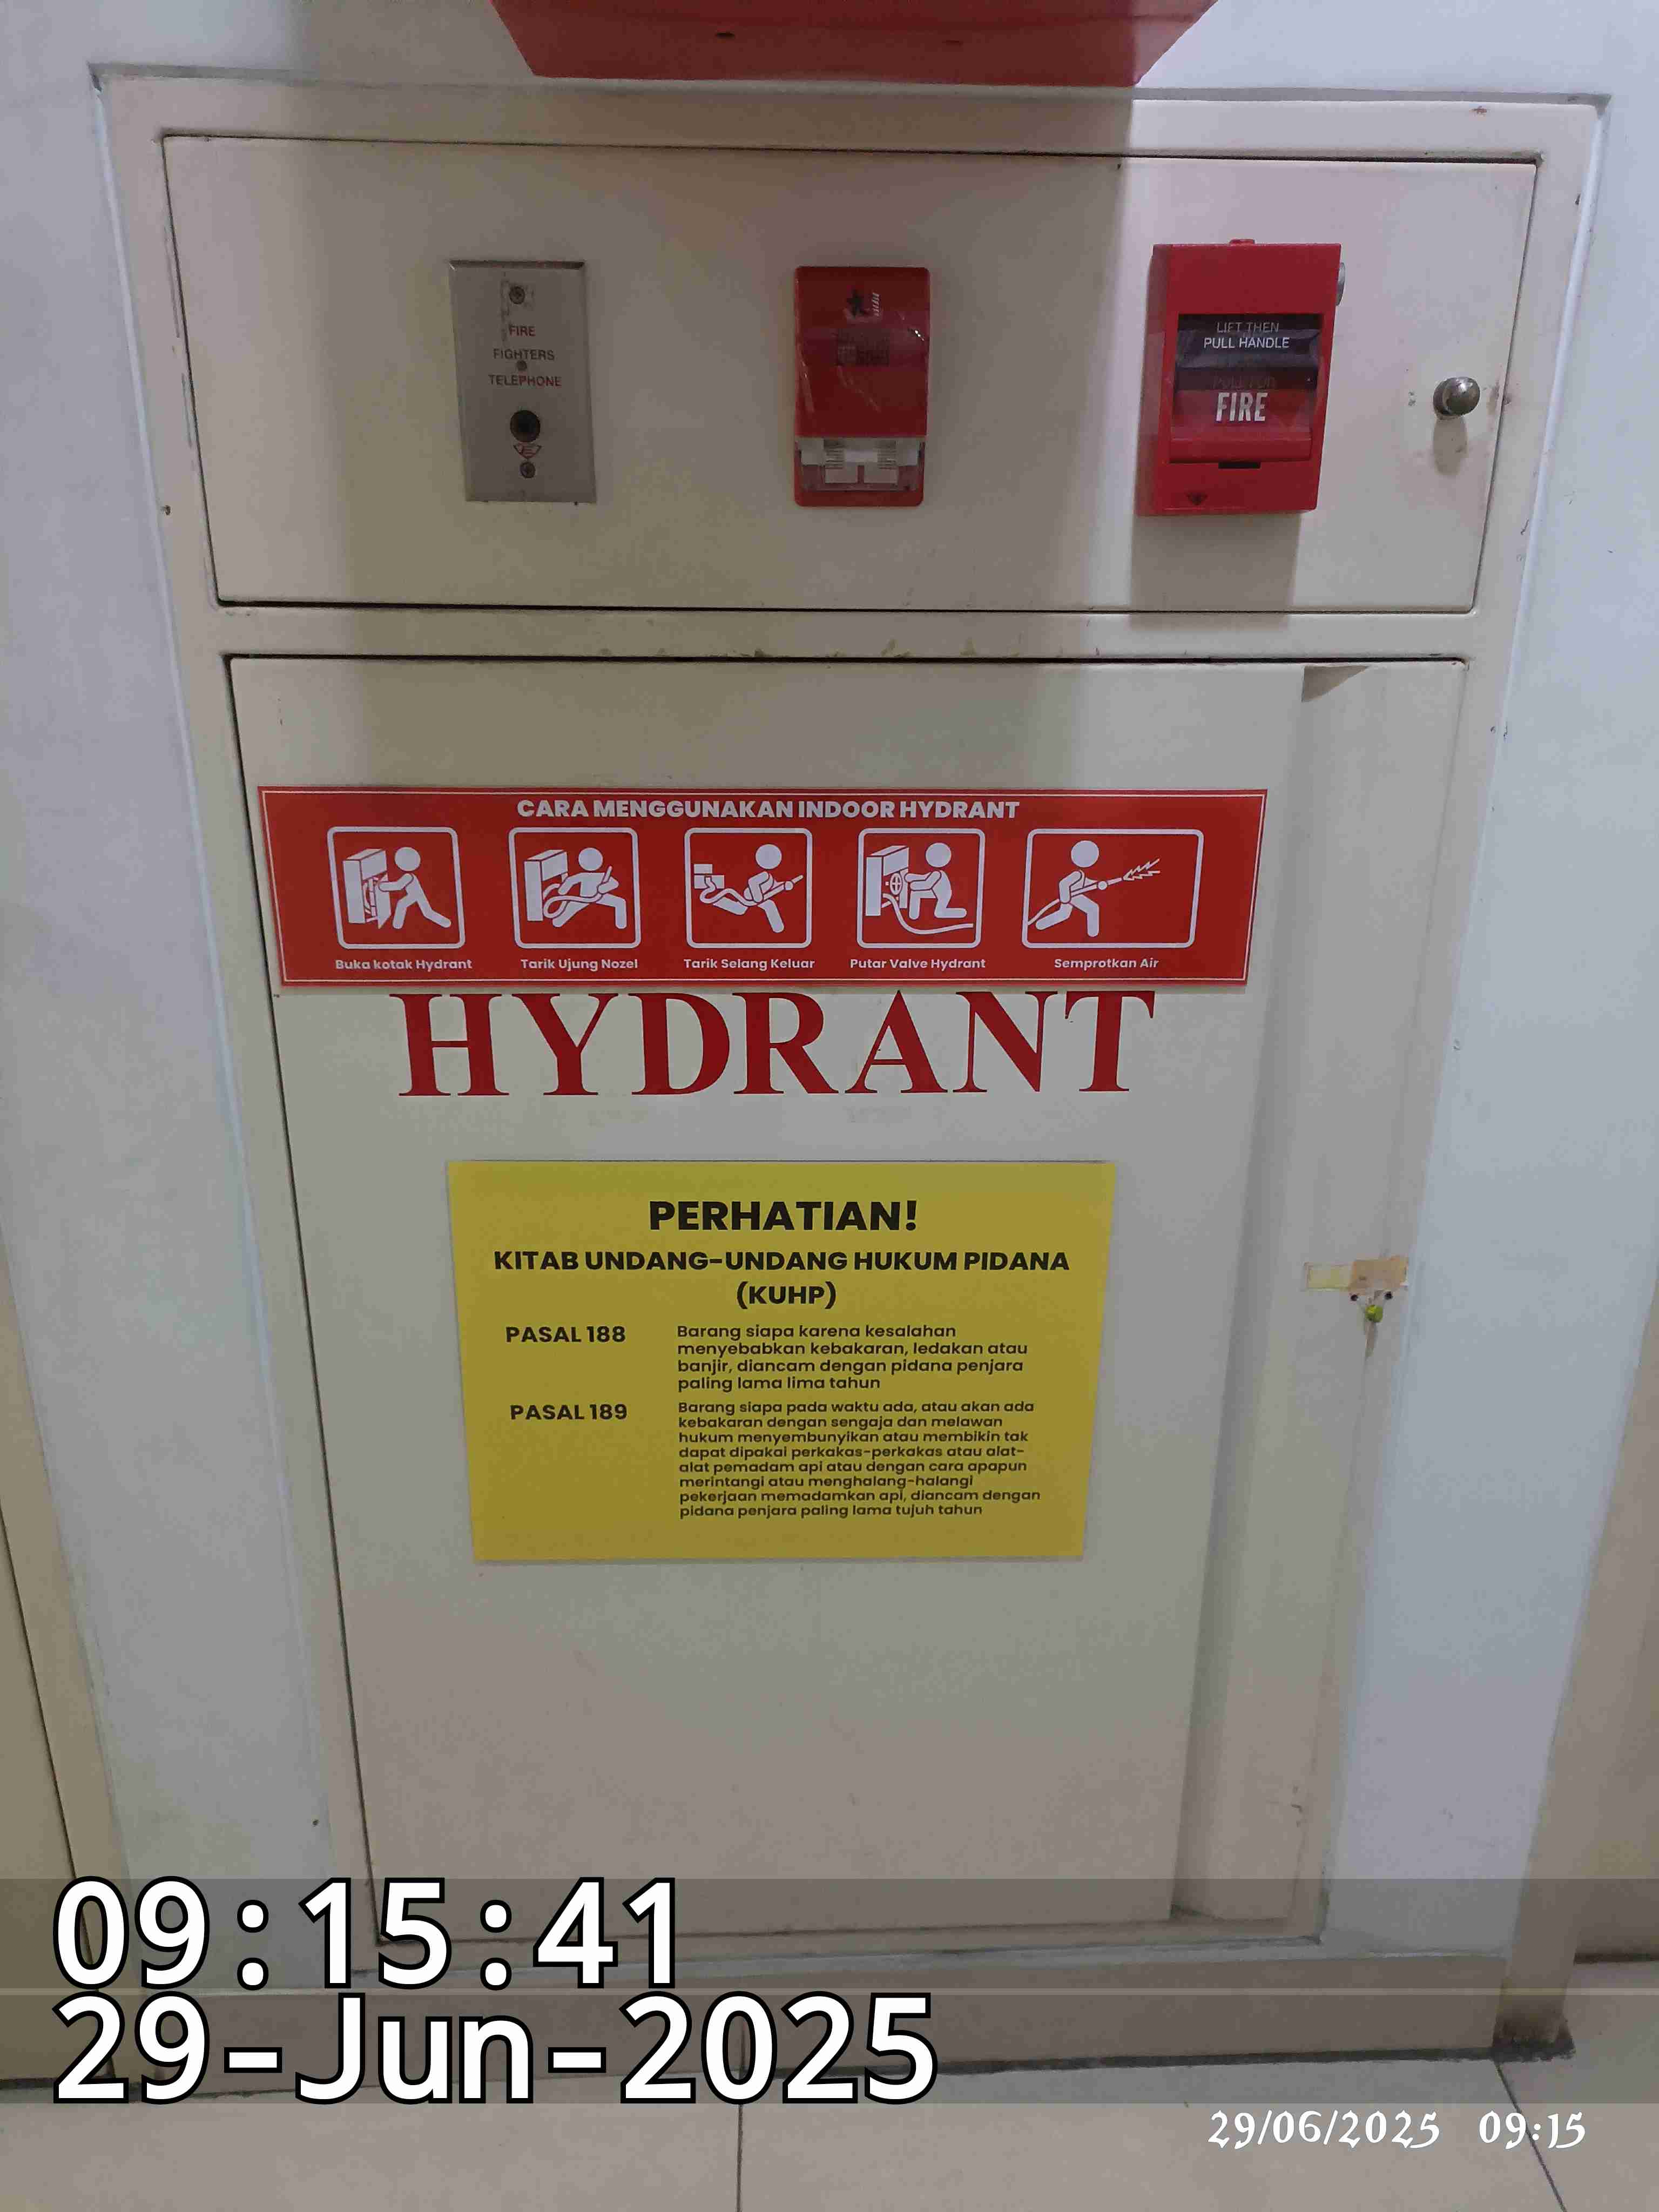 FIRE
FIGHTERS
TELEPHONE
LIFT THEN
PULL HANDLE
PULL FOR
FIRE
CARA MENGGUNAKAN INDOOR HYDRANT
Buka kotak Hydrant
Tarik Ujung Nozel
Tarik Selang Keluar
Putar Valve Hydrant
Semprotkan Air
HYDRANT
PERHATIAN!
KITAB UNDANG-UNDANG HUKUM PIDANA
(KUHP)
PASAL 188
Barang siapa karena kesalahan
menyebabkan kebakaran, ledakan atau
banjir, diancam dengan pidana penjara
paling lama lima tahun
PASAL 189
Barang siapa pada waktu ada, atau akan ada
kebakaran dengan sengaja dan melawan
hukum menyembunyikan atau membikin tak
dapat dipakai perkakas-perkakas atau alat-
alat pemadam api atau dengan cara apapun
merintangi atau menghalang-halangi
pekerjaan memadamkan api, diancam dengan
pidana penjara paling lama tujuh tahun
09:15:41
29-Jun-2025
29/06/2025 09:15